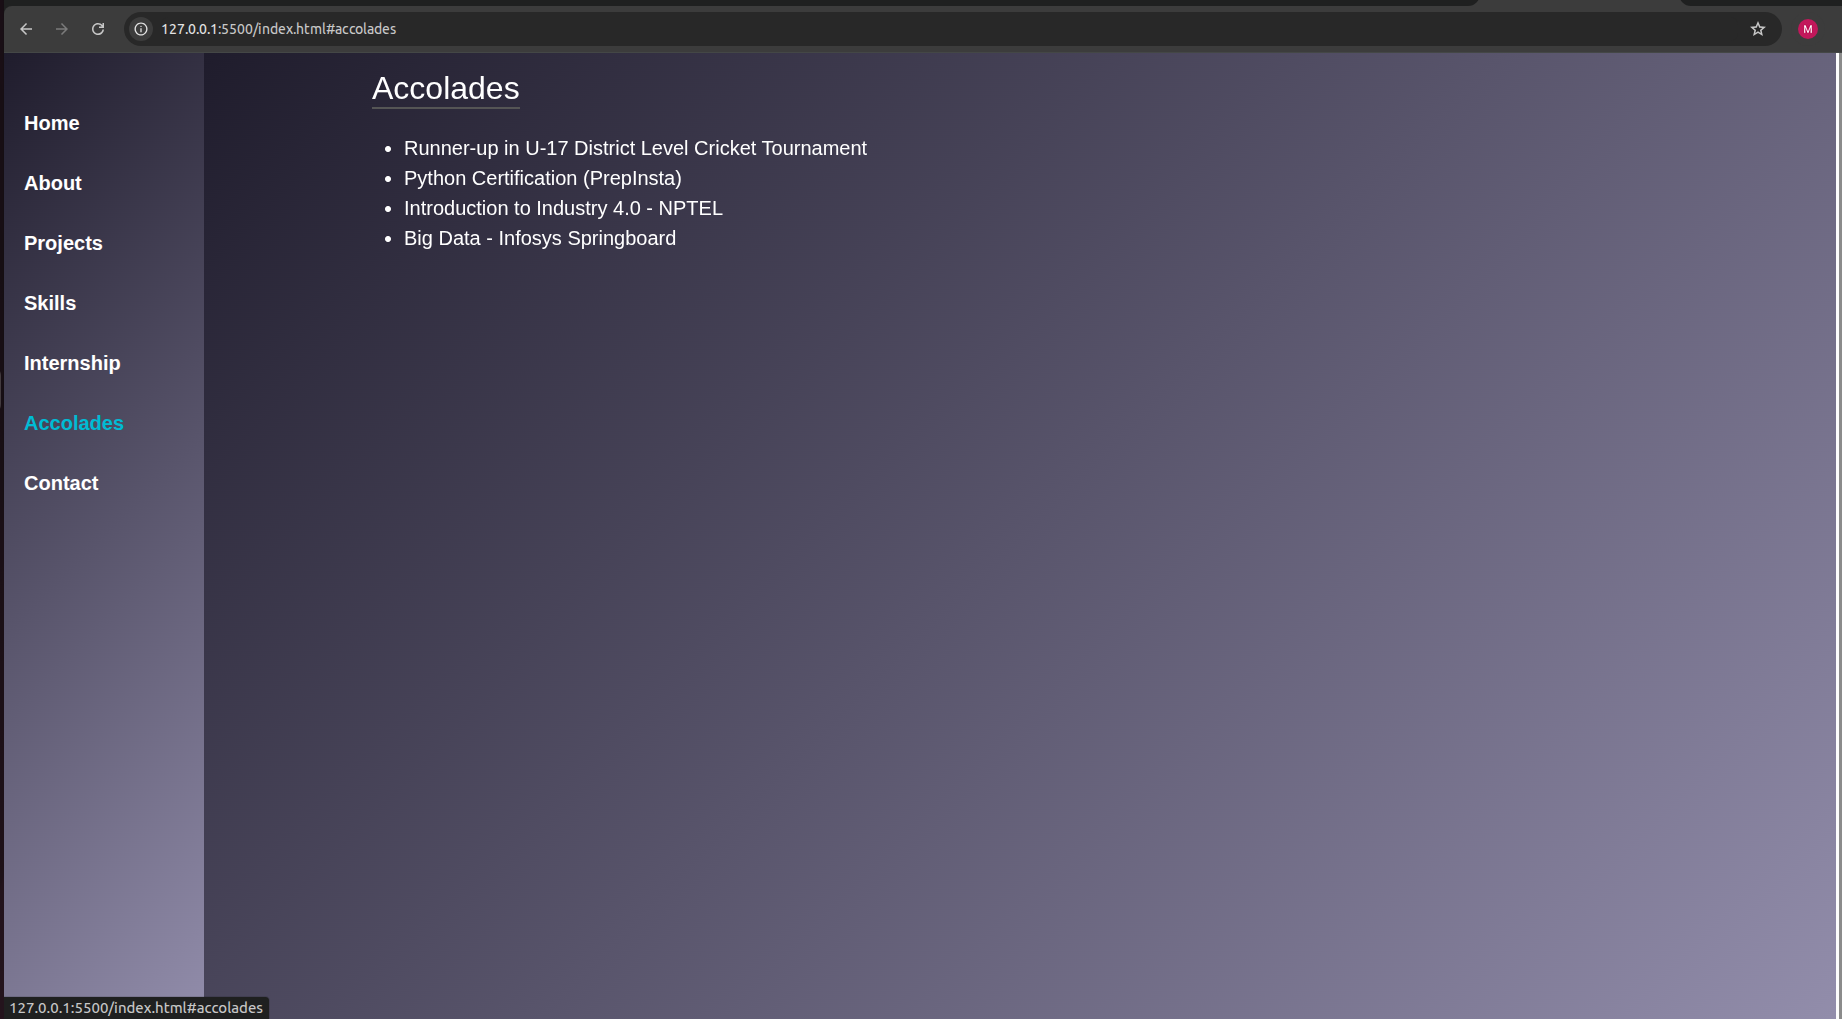 127.0.0.1:5500/index.html#accolades
M
Home
About
Projects
Skills
Internship
Accolades
Contact
Accolades
• Runner-up in U-17 District Level Cricket Tournament
• Python Certification (PrepInsta)
• Introduction to Industry 4.0 - NPTEL
• Big Data - Infosys Springboard
127.0.0.1:5500/index.html#accolades